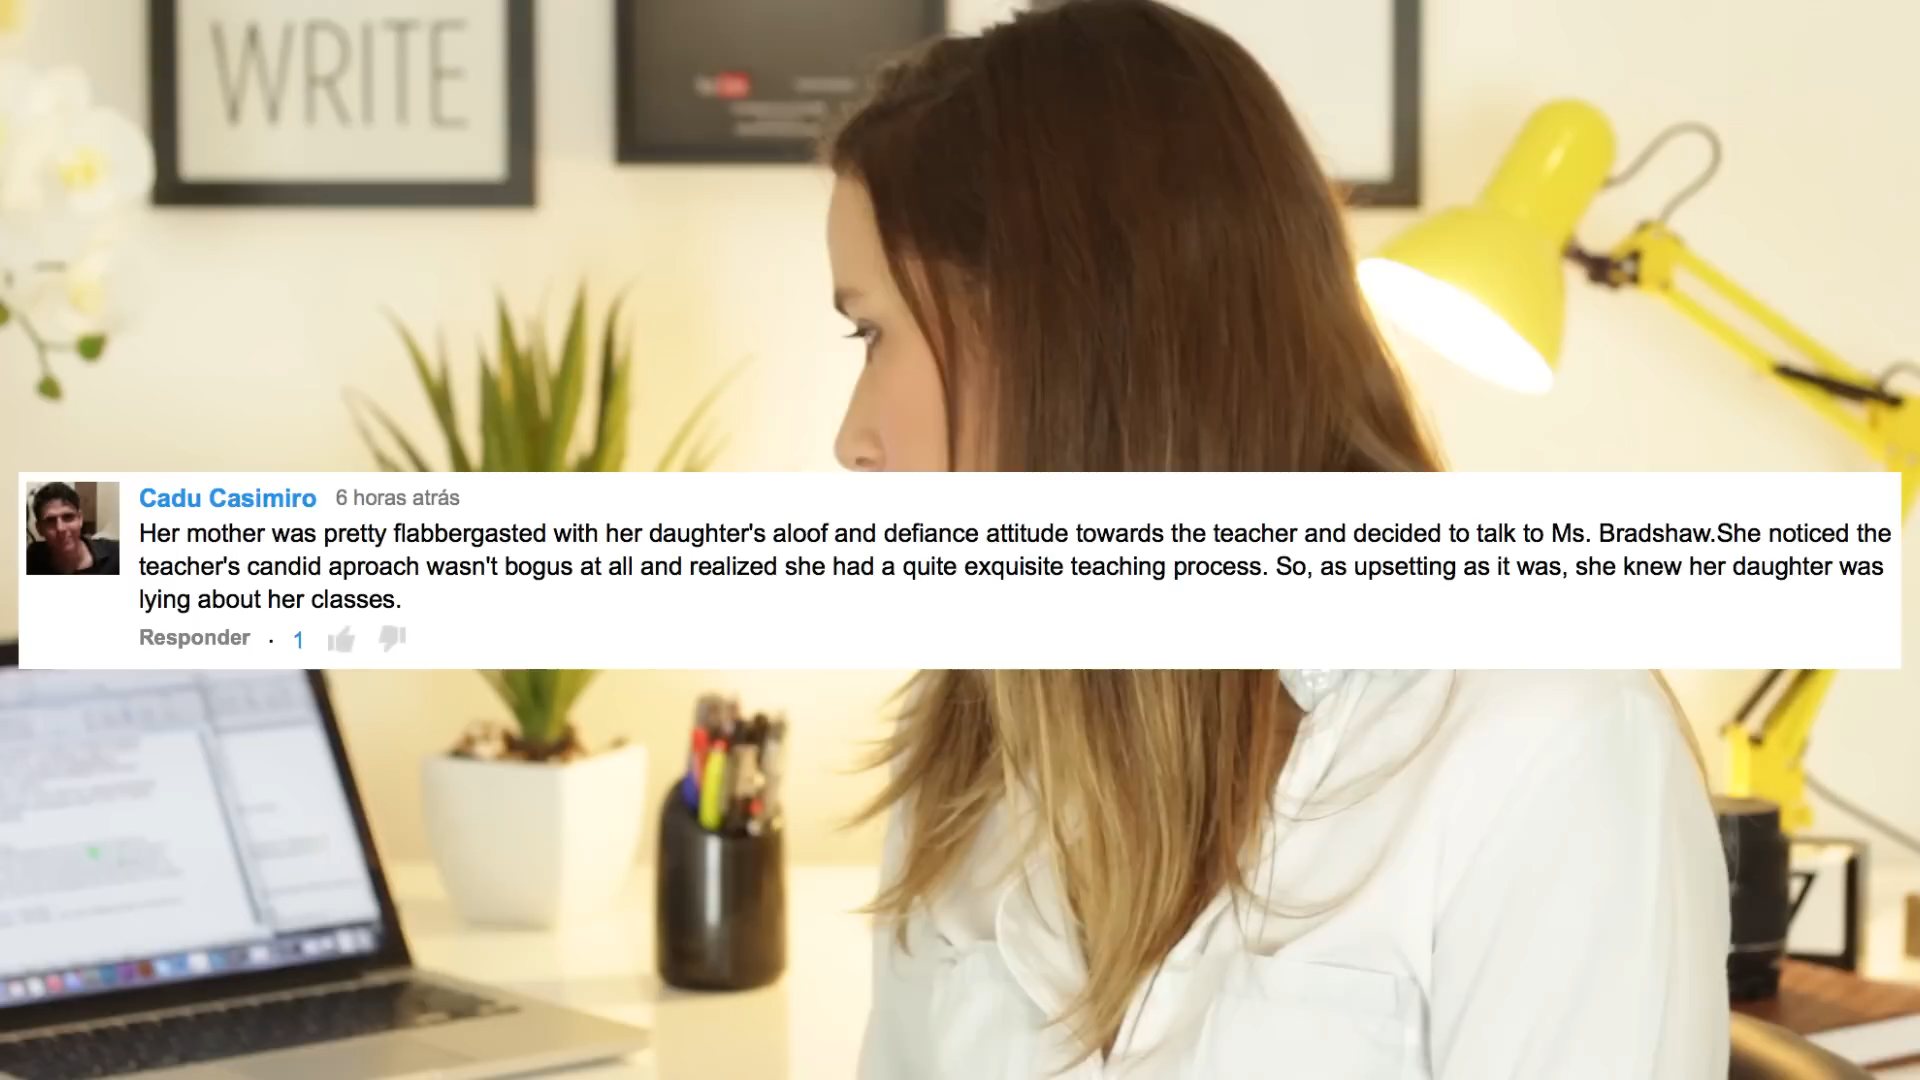 WRITE
Cadu Casimiro 6 horas atrás
Her mother was pretty flabbergasted with her daughter's aloof and defiance attitude towards the teacher and decided to talk to Ms. Bradshaw.She noticed the
teacher's candid aproach wasn't bogus at all and realized she had a quite exquisite teaching process. So, as upsetting as it was, she knew her daughter was
lying about her classes.
Responder . 1